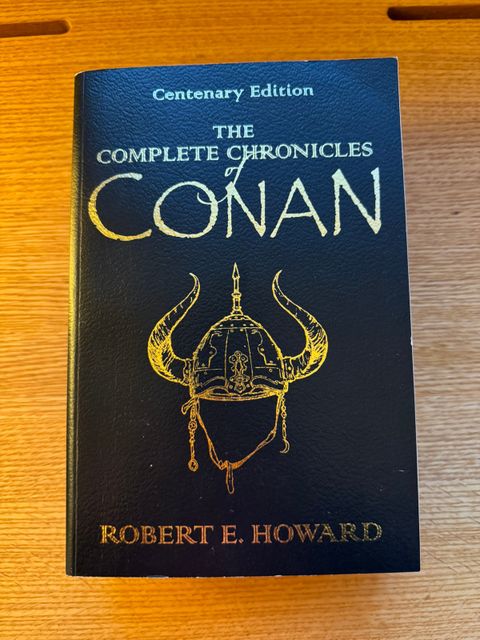 Centenary Edition
THE
COMPLETE CHRONICLES
of
CONAN
ROBERT E. HOWARD